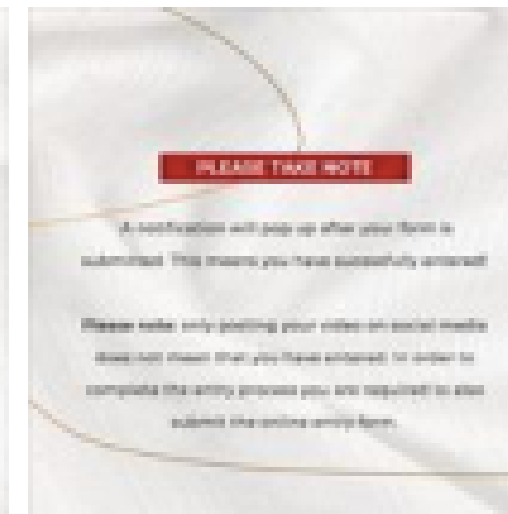 PLEASE TAKE NOTE
A notification will pop up after your form is
submitted. This means you have successfully entered
Please note only posting your video on social media
does not mean that you have entered. In order to
complete the entry process you are required to also
submit the online entry form.